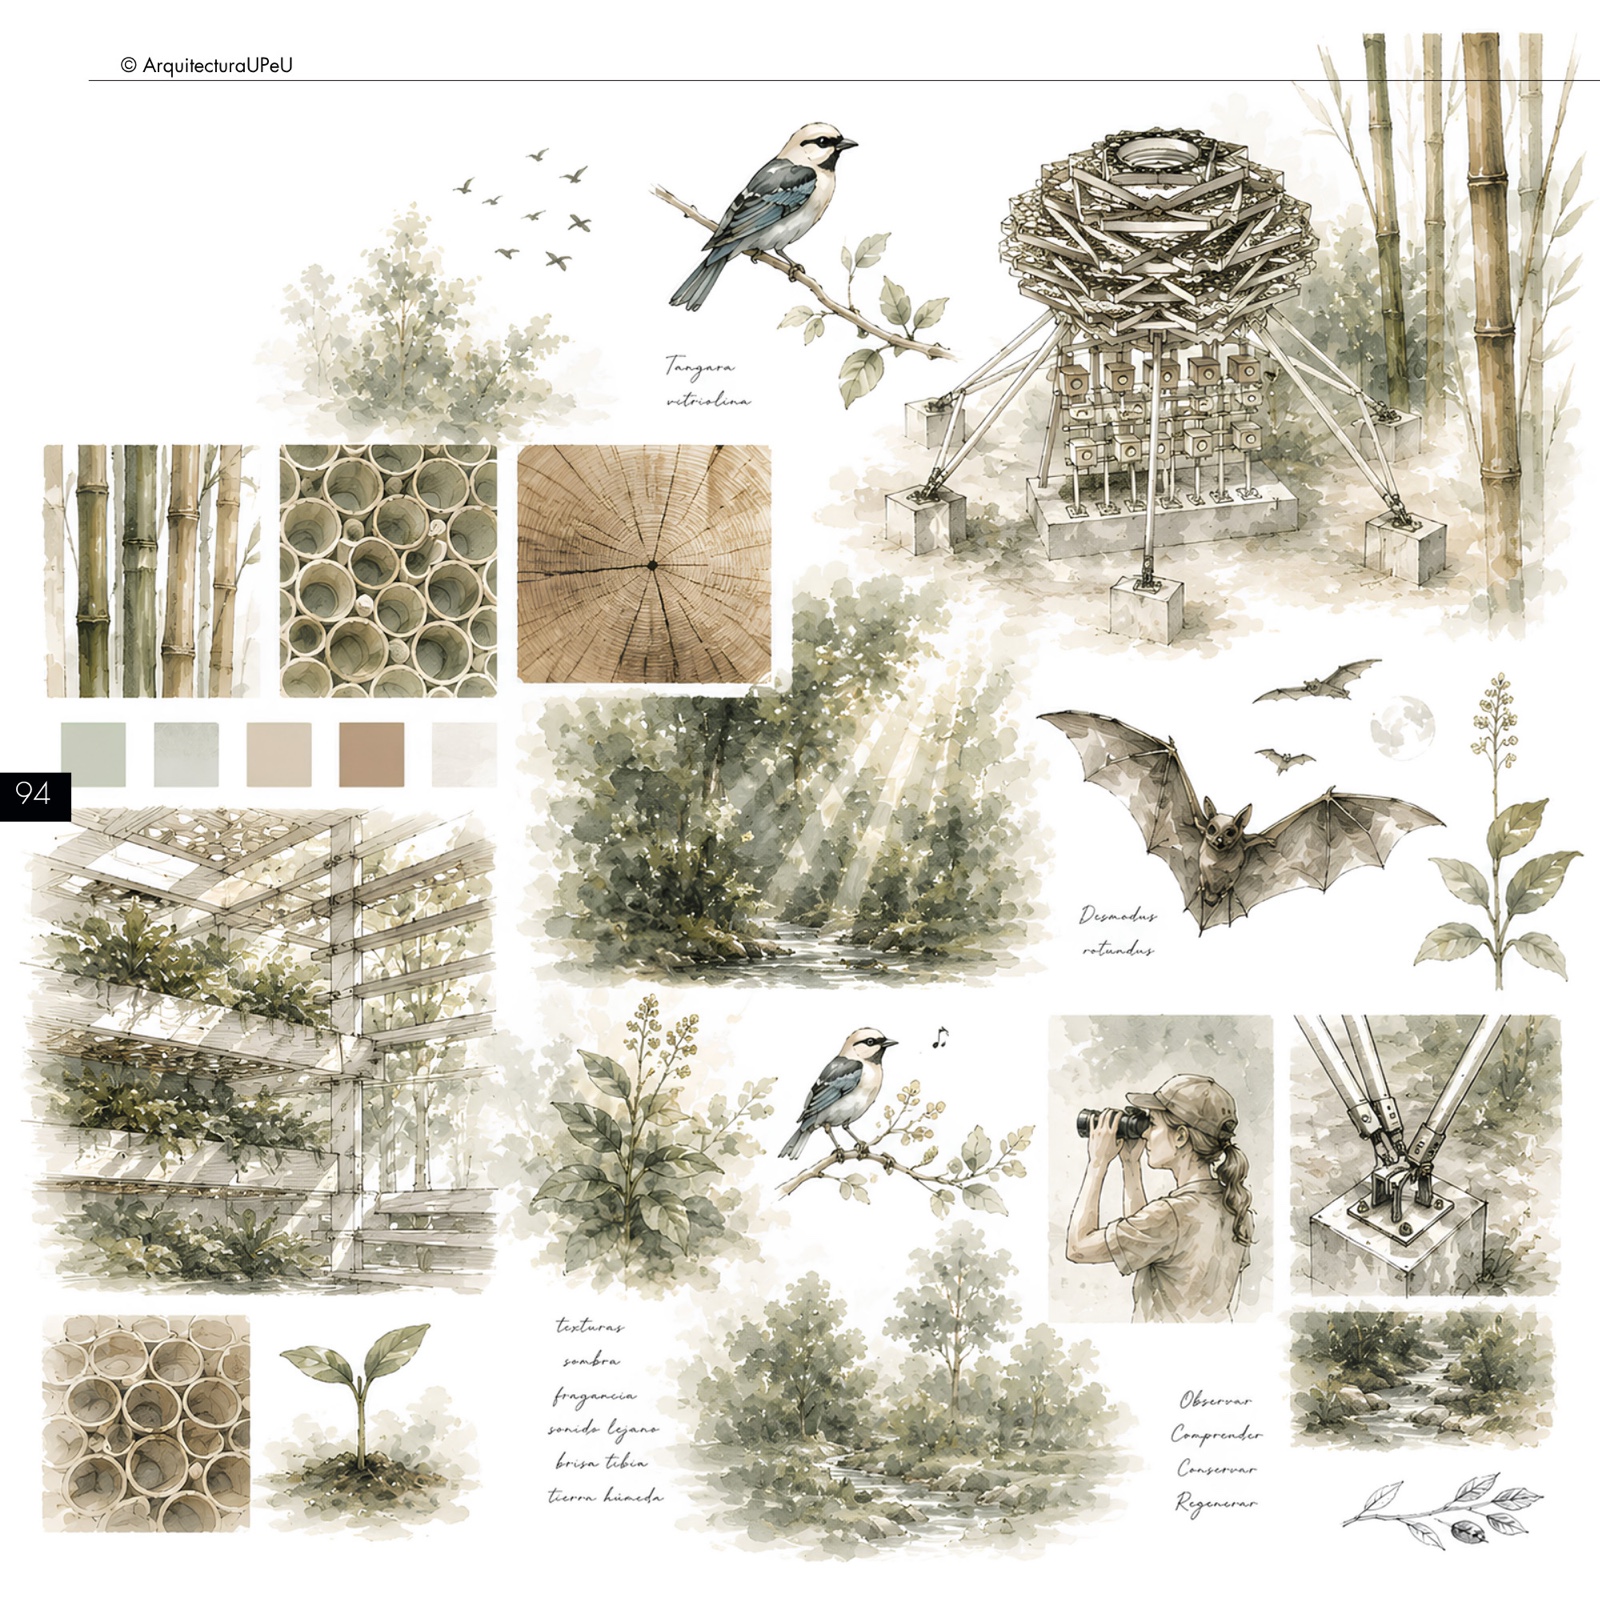 © ArquitecturaUPeU
Tangara
vitriolina
94
Desmodus
rotundus
texturas
sombra
fragancia
sonido lejano
brisa tibia
tierra húmeda
Observar
Comprender
Conservar
Regenerar